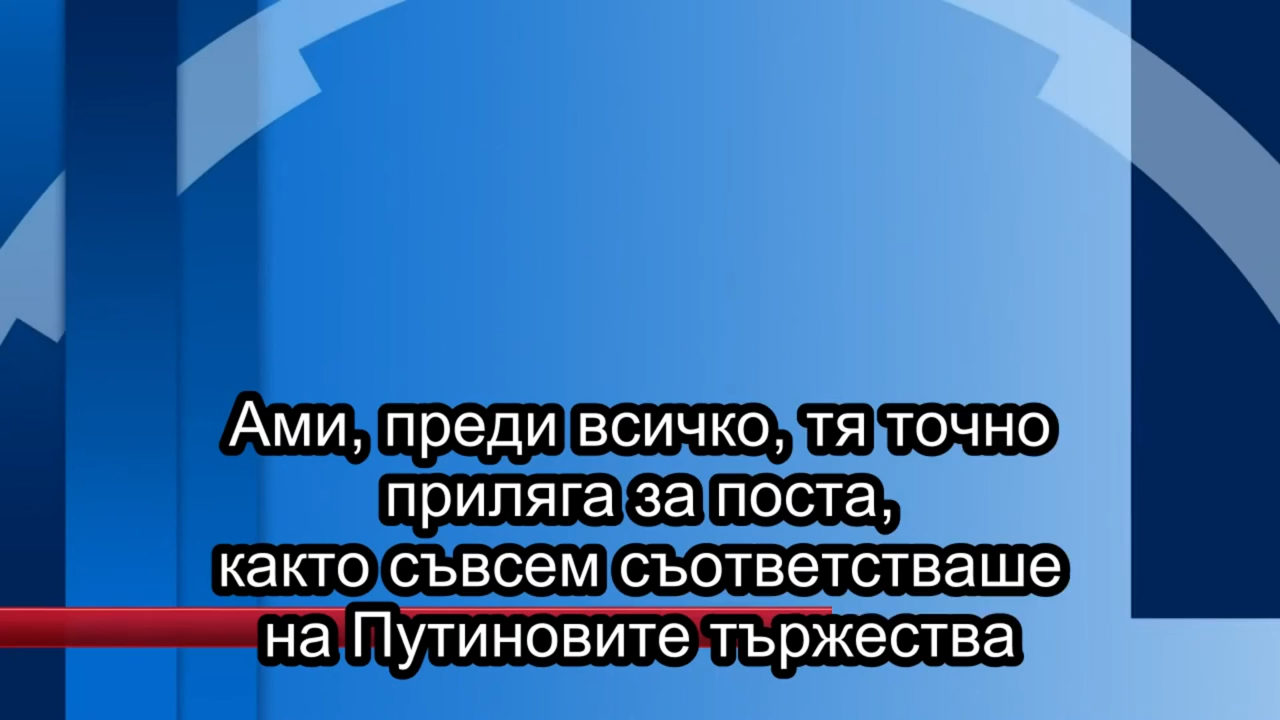 Ами, преди всичко, тя точно
приляга за поста,
както съвсем съответстваше
на Путиновите тържества